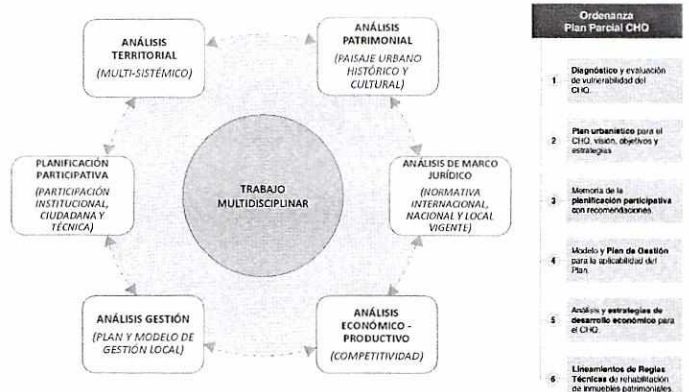 ANÁLISIS
TERRITORIAL
(MULTI-SISTÉMICO)
ANÁLISIS
PATRIMONIAL
(PAISAJE URBANO
HISTÓRICO Y
CULTURAL)
PLANIFICACIÓN
PARTICIPATIVA
(PARTICIPACIÓN
INSTITUCIONAL,
CIUDADANA Y
TÉCNICA)
TRABAJO
MULTIDISCIPLINAR
ANÁLISIS DE MARCO
JURÍDICO
(NORMATIVA
INTERNACIONAL,
NACIONAL Y LOCAL
VIGENTE)
ANÁLISIS GESTIÓN
(PLAN Y MODELO DE
GESTIÓN LOCAL)
ANÁLISIS
ECONÓMICO -
PRODUCTIVO
(COMPETITIVIDAD)
Ordenanza
Plan Parcial CHQ
1 Diagnóstico y evaluación
de vulnerabilidad del
CHQ.
2 Plan urbanístico para el
CHQ, visión, objetivos y
estrategias
3 Memoria de la
planificación participativa
con recomendaciones
4 Modelo y Plan de Gestión
para la aplicabilidad del
Plan
5 Análisis y estrategias de
desarrollo económico para
el CHQ
6 Lineamientos de Reglas
Técnicas de rehabilitación
de inmuebles patrimoniales